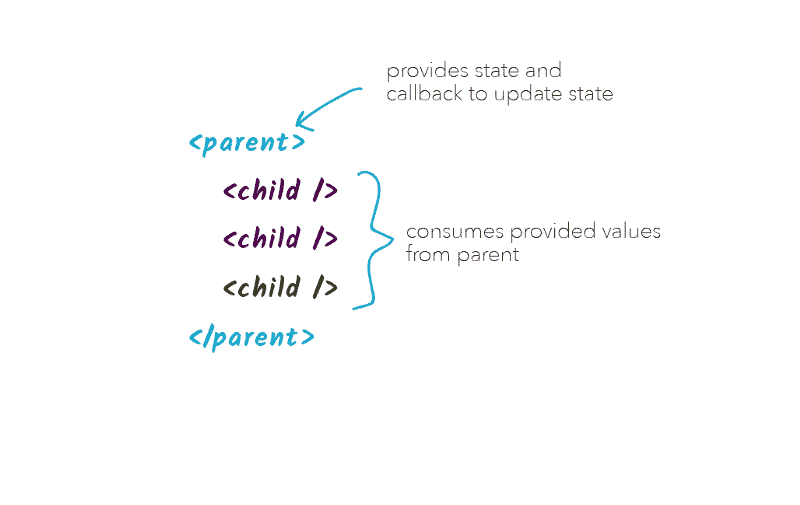 provides state and
callback to update state
<parent>
<child />
<child />
consumes provided values
from parent
<child />
</parent>